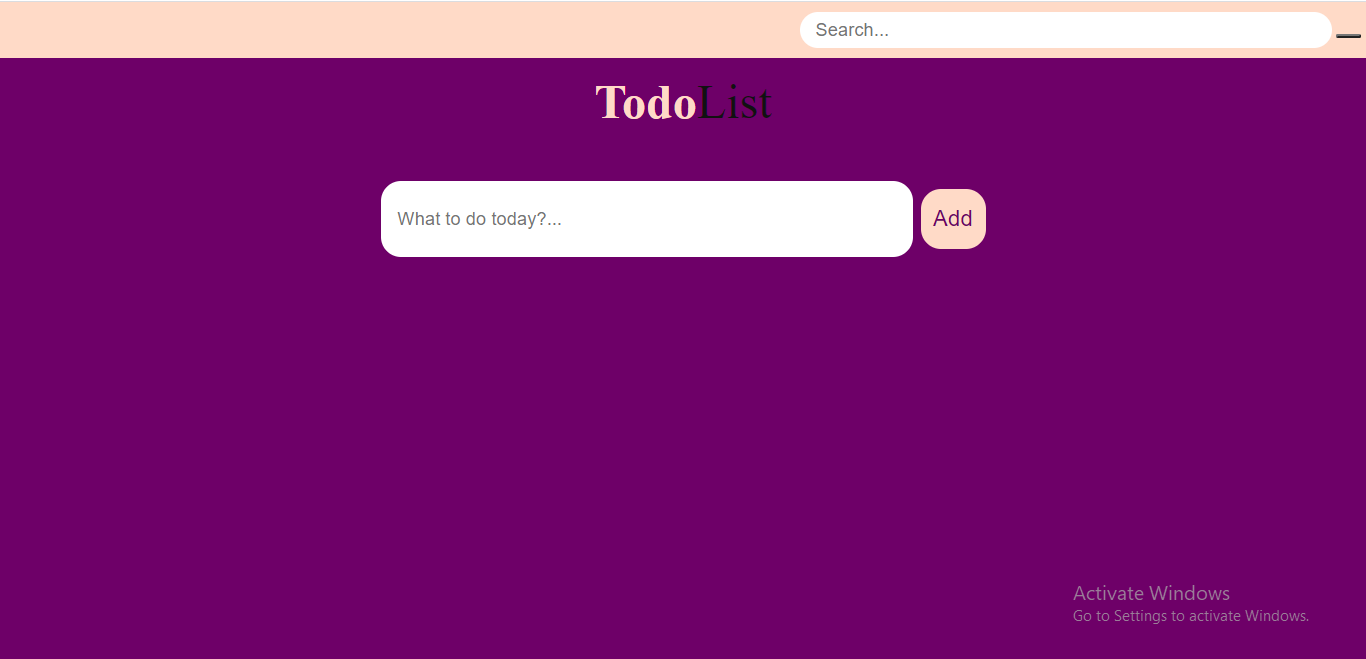 Search...
TodoList
What to do today?...
Add
Activate Windows
Go to Settings to activate Windows.